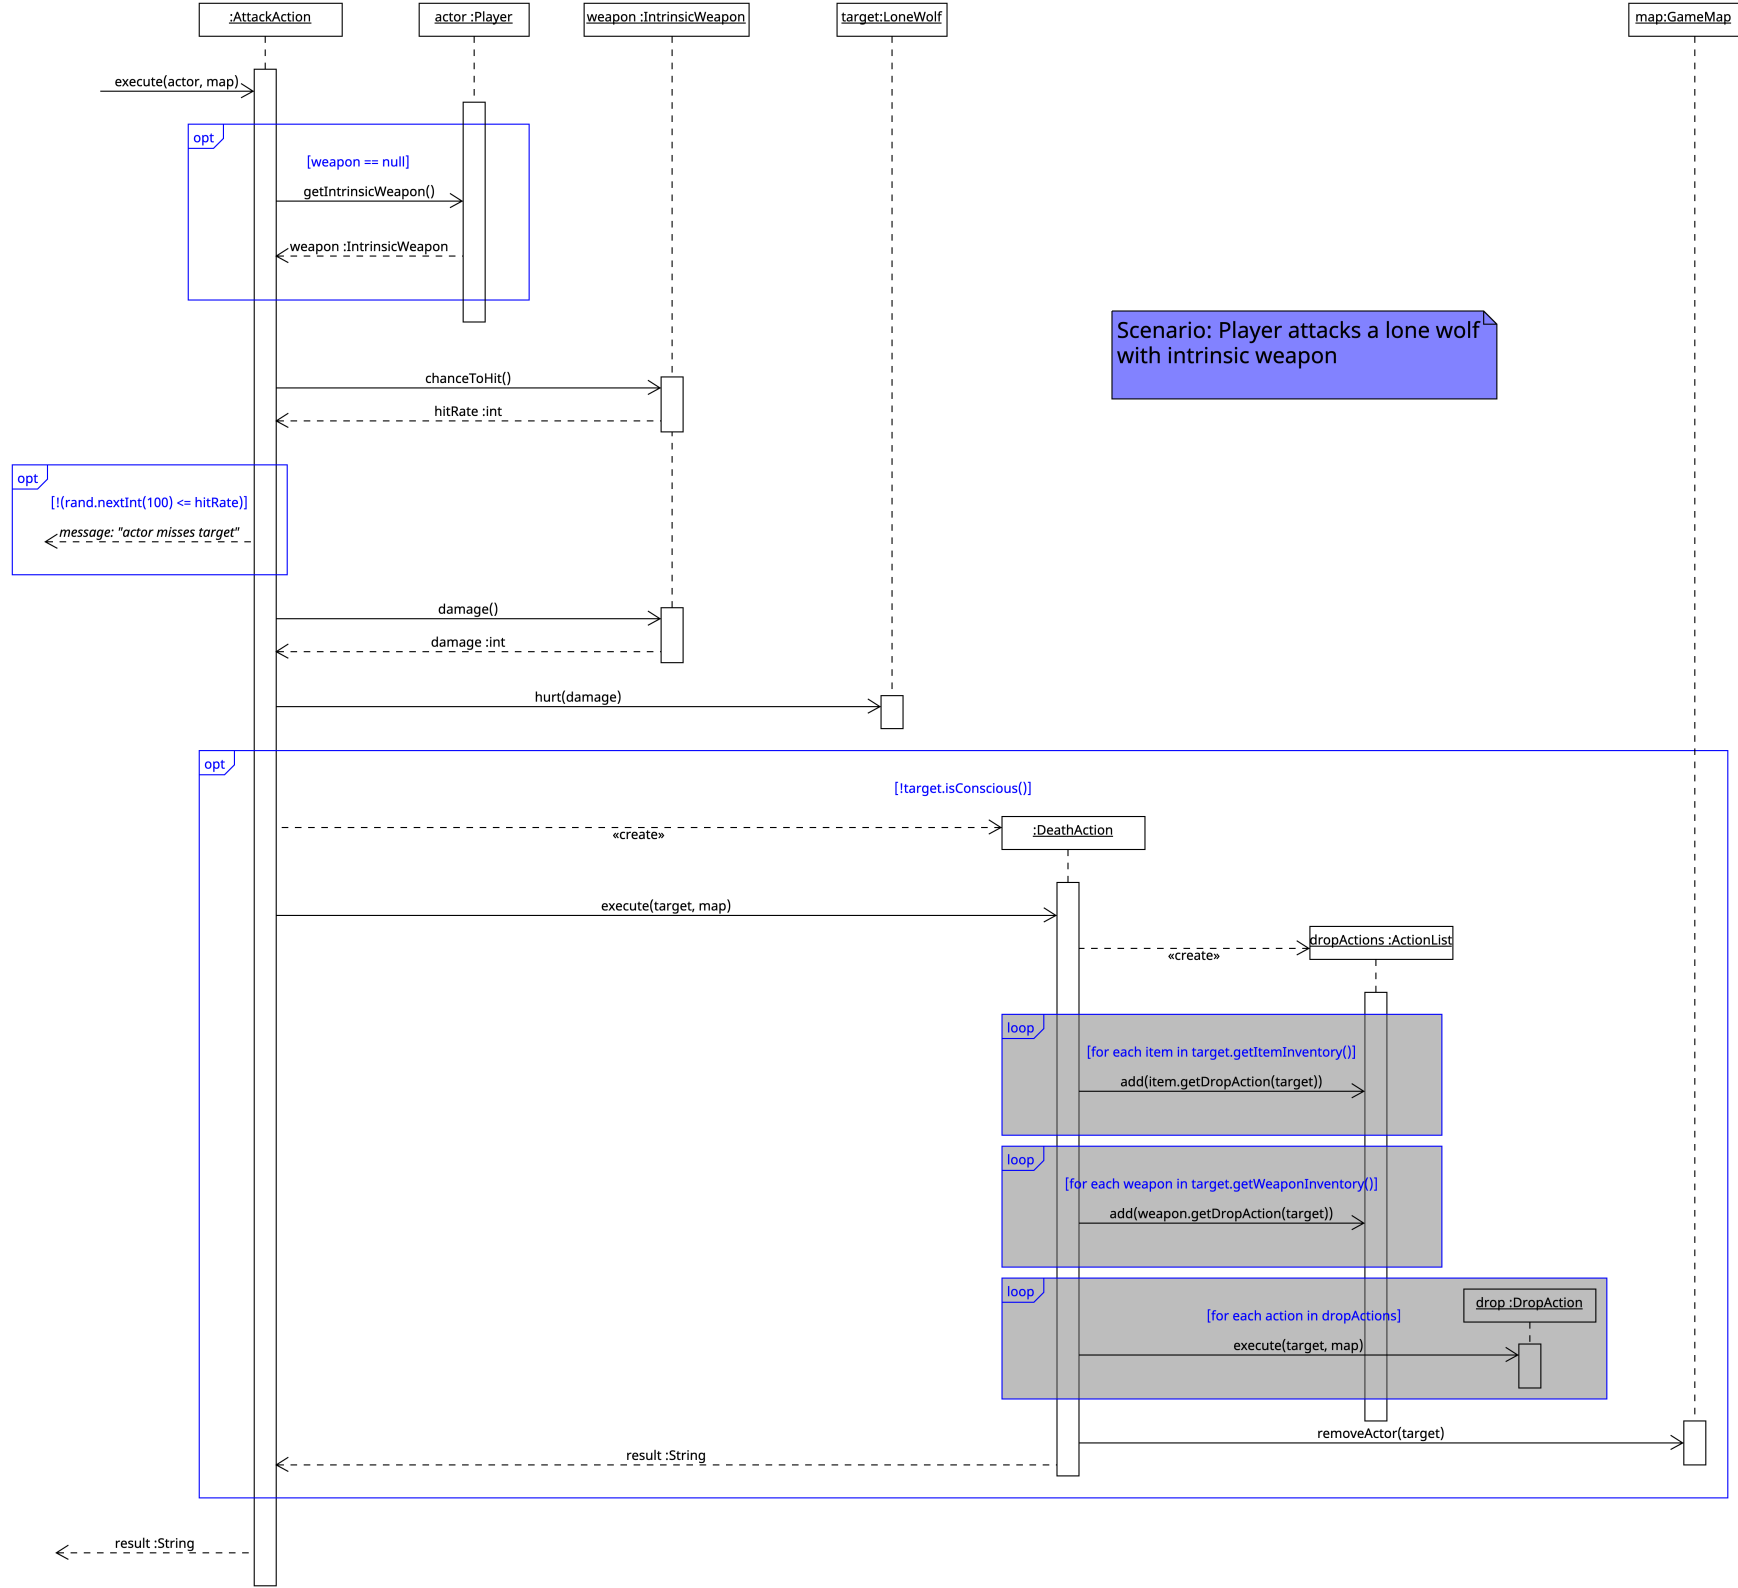 :AttackAction
actor :Player
weapon :IntrinsicWeapon
target:LoneWolf
map:GameMap
execute(actor, map)
opt
[weapon == null]
getIntrinsicWeapon()
weapon :IntrinsicWeapon
Scenario: Player attacks a lone wolf
with intrinsic weapon
chanceToHit()
hitRate :int
opt
[!(rand.nextInt(100) <= hitRate)]
message: "actor misses target"
damage()
damage :int
hurt(damage)
opt
[!target.isConscious()]
«create»
:DeathAction
execute(target, map)
dropActions :ActionList
«create»
loop
[for each item in target.getItemInventory()]
add(item.getDropAction(target))
loop
[for each weapon in target.getWeaponInventory()]
add(weapon.getDropAction(target))
loop
drop :DropAction
[for each action in dropActions]
execute(target, map)
removeActor(target)
result :String
result :String